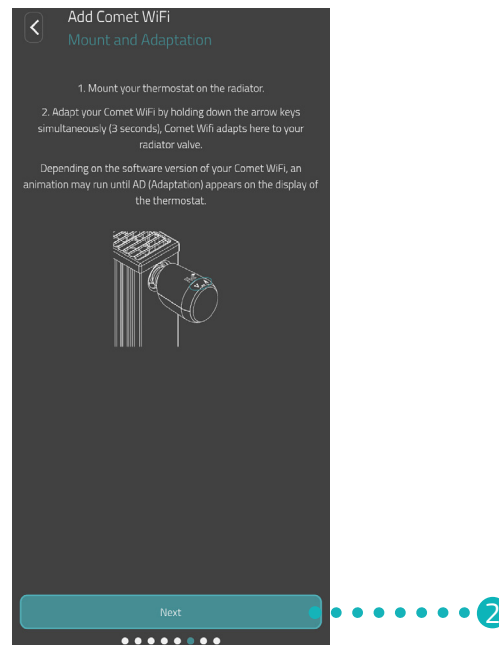 Add Comet WiFi
Mount and Adaptation
1. Mount your thermostat on the radiator.
2. Adapt your Comet WiFi by holding down the arrow keys
simultaneously (3 seconds), Comet Wifi adapts here to your
radiator valve.
Depending on the software version of your Comet WiFi, an
animation may run until AD (Adaptation) appears on the display of
the thermostat.
Next
2